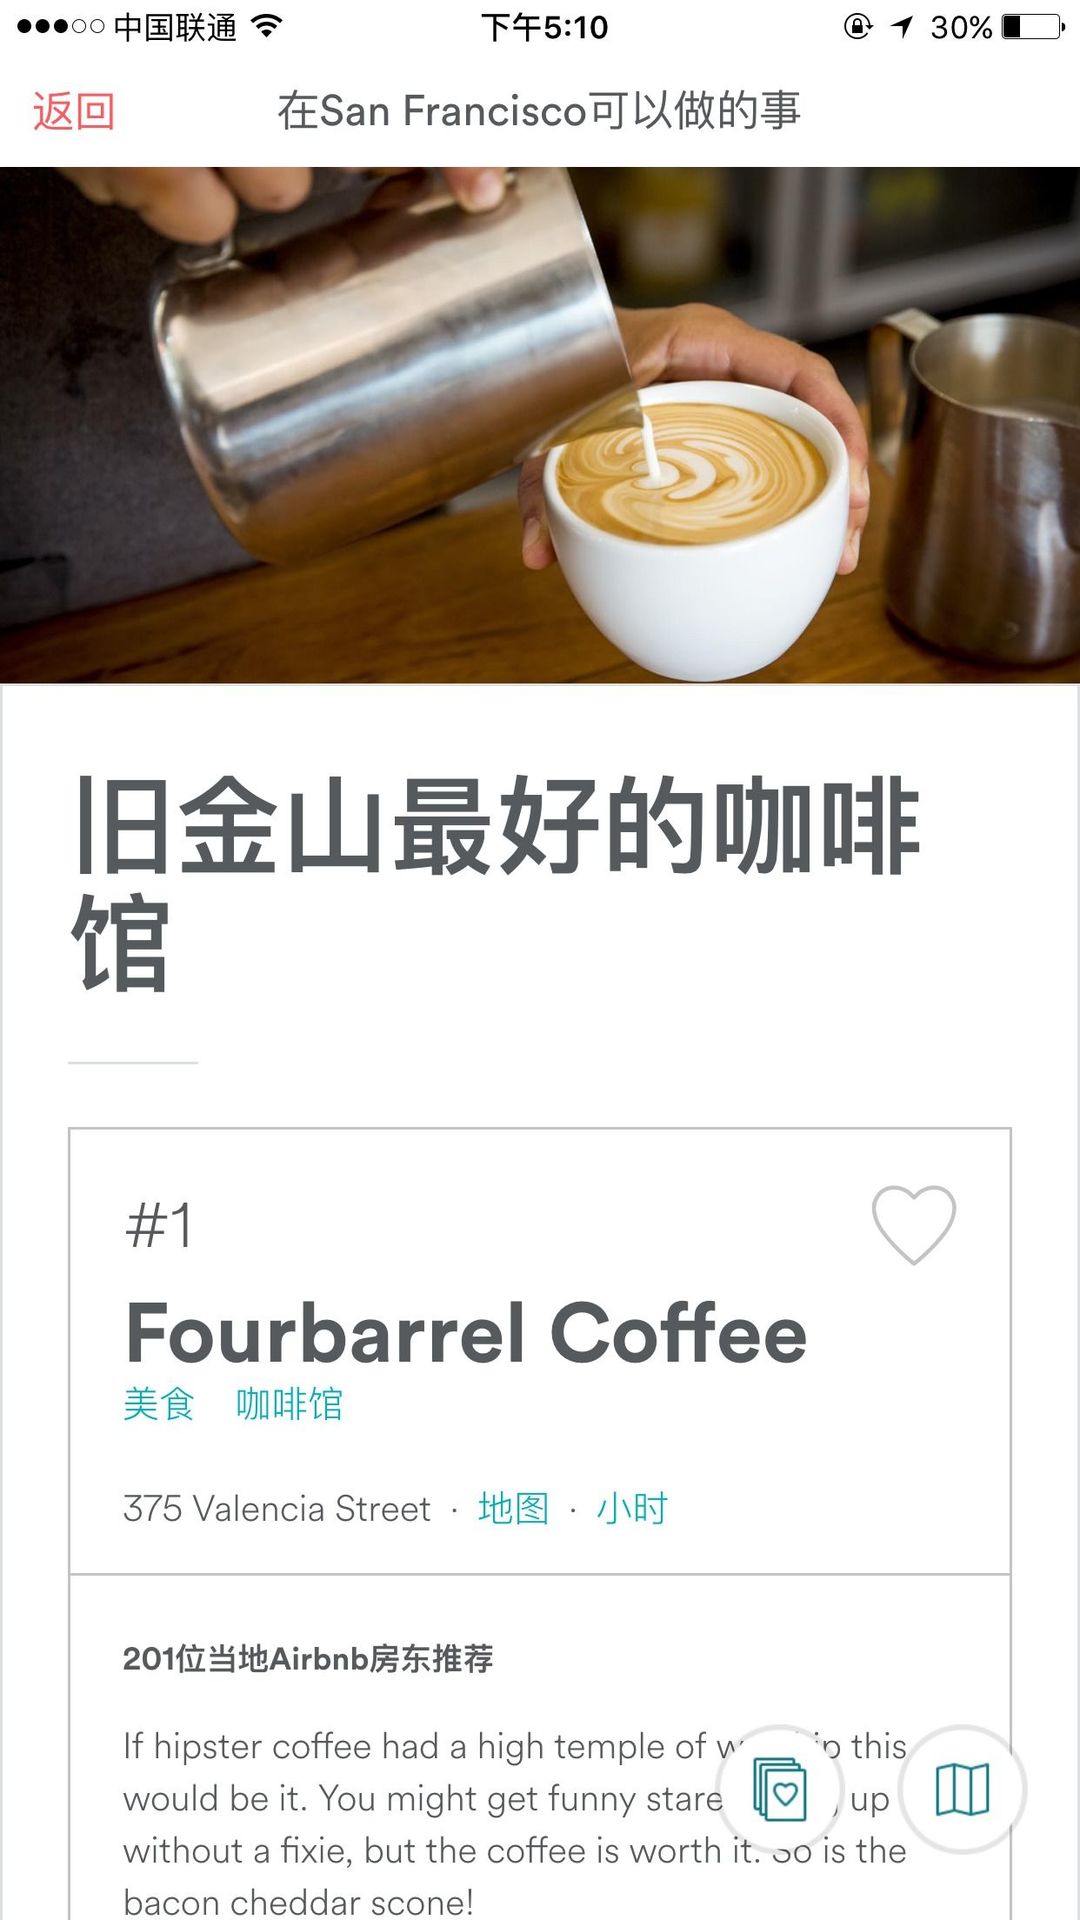 中国联通 下午5:10 30%
返回 在San Francisco可以做的事
旧金山最好的咖啡
馆
#1
Fourbarrel Coffee
美食 咖啡馆
375 Valencia Street · 地图 · 小时
201位当地Airbnb房东推荐
If hipster coffee had a high temple of this
would be it. You might get funny up
without a fixie, but the coffee is worth it. So is the
bacon cheddar scone!